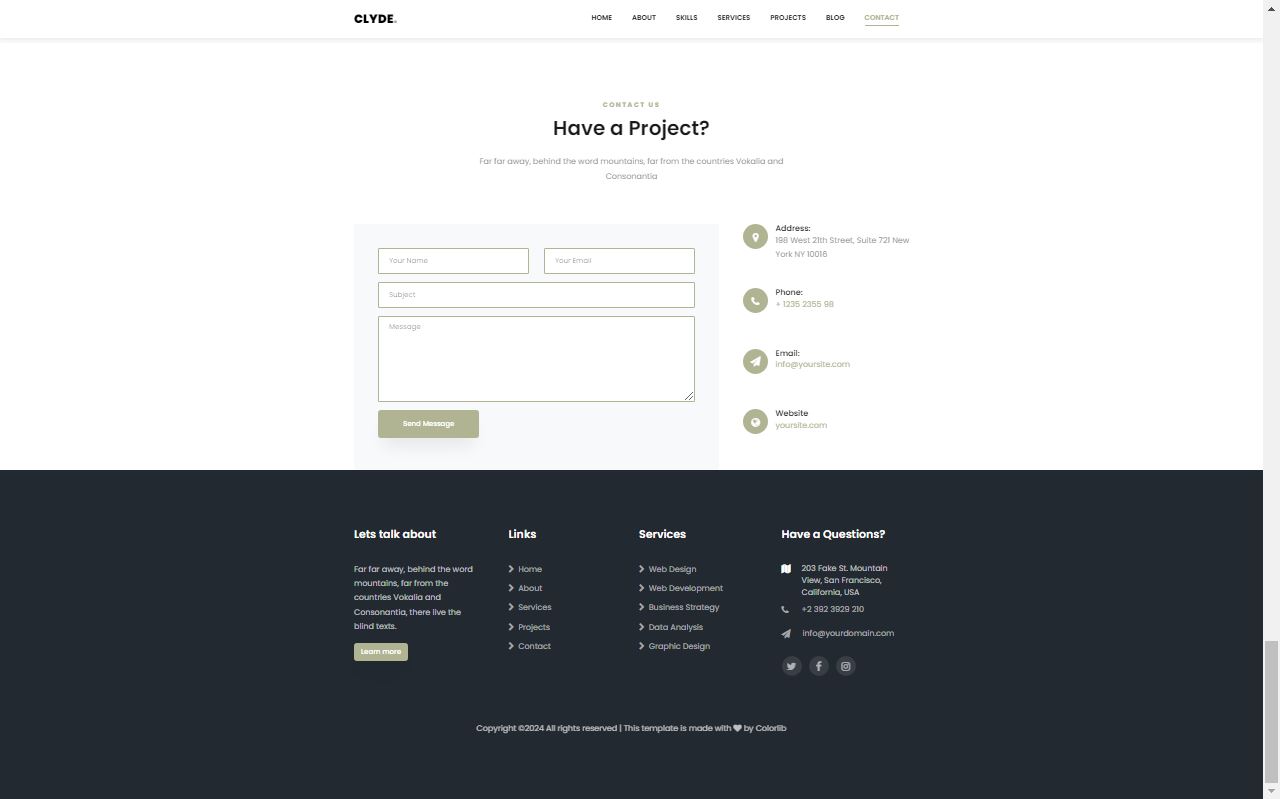 CLYDE.
HOME ABOUT SKILLS SERVICES PROJECTS BLOG CONTACT
CONTACT US
Have a Project?
Far far away, behind the word mountains, far from the countries Vokalia and
Consonantia
Your Name
Your Email
Subject
Message
Send Message
Address:
198 West 21th Street, Suite 721 New
York NY 10016
Phone:
+ 1235 2355 98
Email:
info@yoursite.com
Website
yoursite.com
Lets talk about
Far far away, behind the word
mountains, far from the
countries Vokalia and
Consonantia, there live the
blind texts.
Learn more
Links
Home
About
Services
Projects
Contact
Services
Web Design
Web Development
Business Strategy
Data Analysis
Graphic Design
Have a Questions?
203 Fake St. Mountain
View, San Francisco,
California, USA
+2 392 3929 210
info@yourdomain.com
Copyright ©2024 All rights reserved | This template is made with ♥ by Colorlib